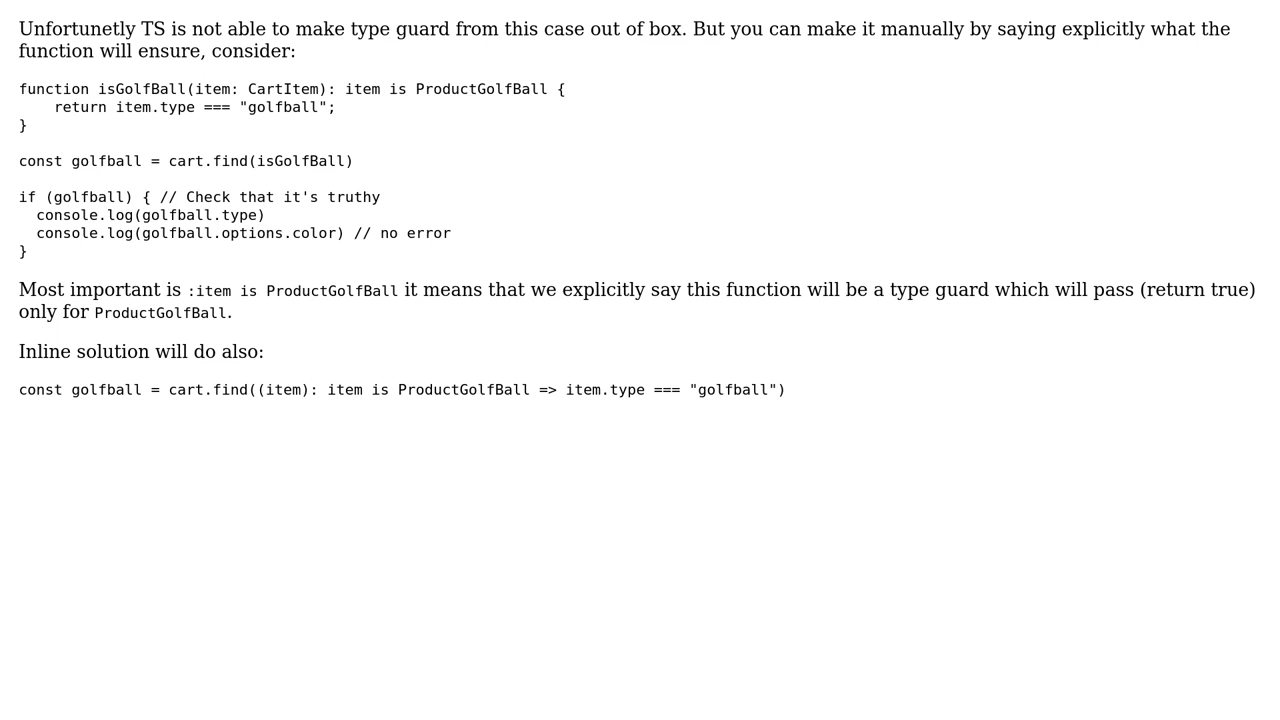 Unfortunetly TS is not able to make type guard from this case out of box. But you can make it manually by saying explicitly what the
function will ensure, consider:
function isGolfBall(item: CartItem): item is ProductGolfBall {
    return item.type === "golfball";
}
const golfball = cart.find(isGolfBall)
if (golfball) { // Check that it's truthy
  console.log(golfball.type)
  console.log(golfball.options.color) // no error
}
Most important is :item is ProductGolfBall it means that we explicitly say this function will be a type guard which will pass (return true)
only for ProductGolfBall.
Inline solution will do also:
const golfball = cart.find((item): item is ProductGolfBall => item.type === "golfball")